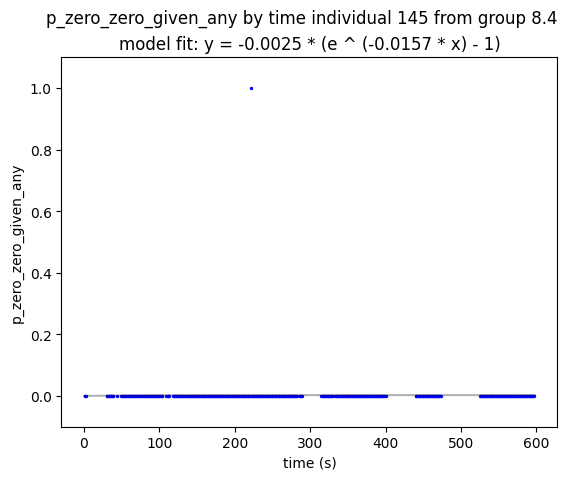 p_zero_zero_given_any by time individual 145 from group 8.4
model fit: y = -0.0025 * (e ^ (-0.0157 * x) - 1)
1.0
0.8
0.6
0.4
0.2
0.0
p_zero_zero_given_any
0 100 200 300 400 500 600
time (s)